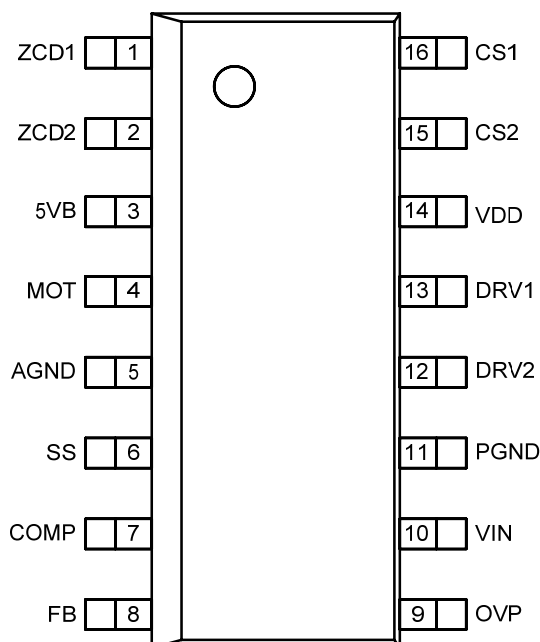 ZCD1 1 16 CS1
ZCD2 2 15 CS2
5VB 3 14 VDD
MOT 4 13 DRV1
AGND 5 12 DRV2
SS 6 11 PGND
COMP 7 10 VIN
FB 8 9 OVP